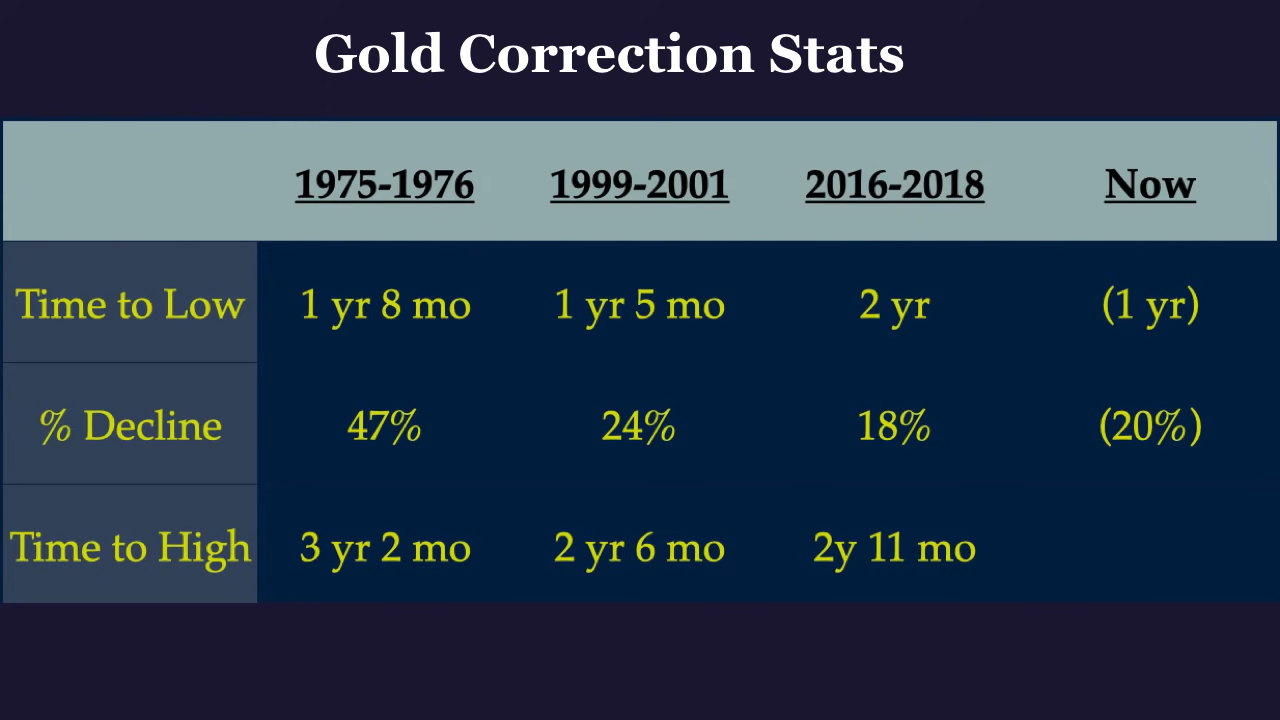 Gold Correction Stats
1975-1976 1999-2001 2016-2018 Now
Time to Low 1 yr 8 mo 1 yr 5 mo 2 yr (1 yr)
% Decline 47% 24% 18% (20%)
Time to High 3 yr 2 mo 2 yr 6 mo 2y 11 mo